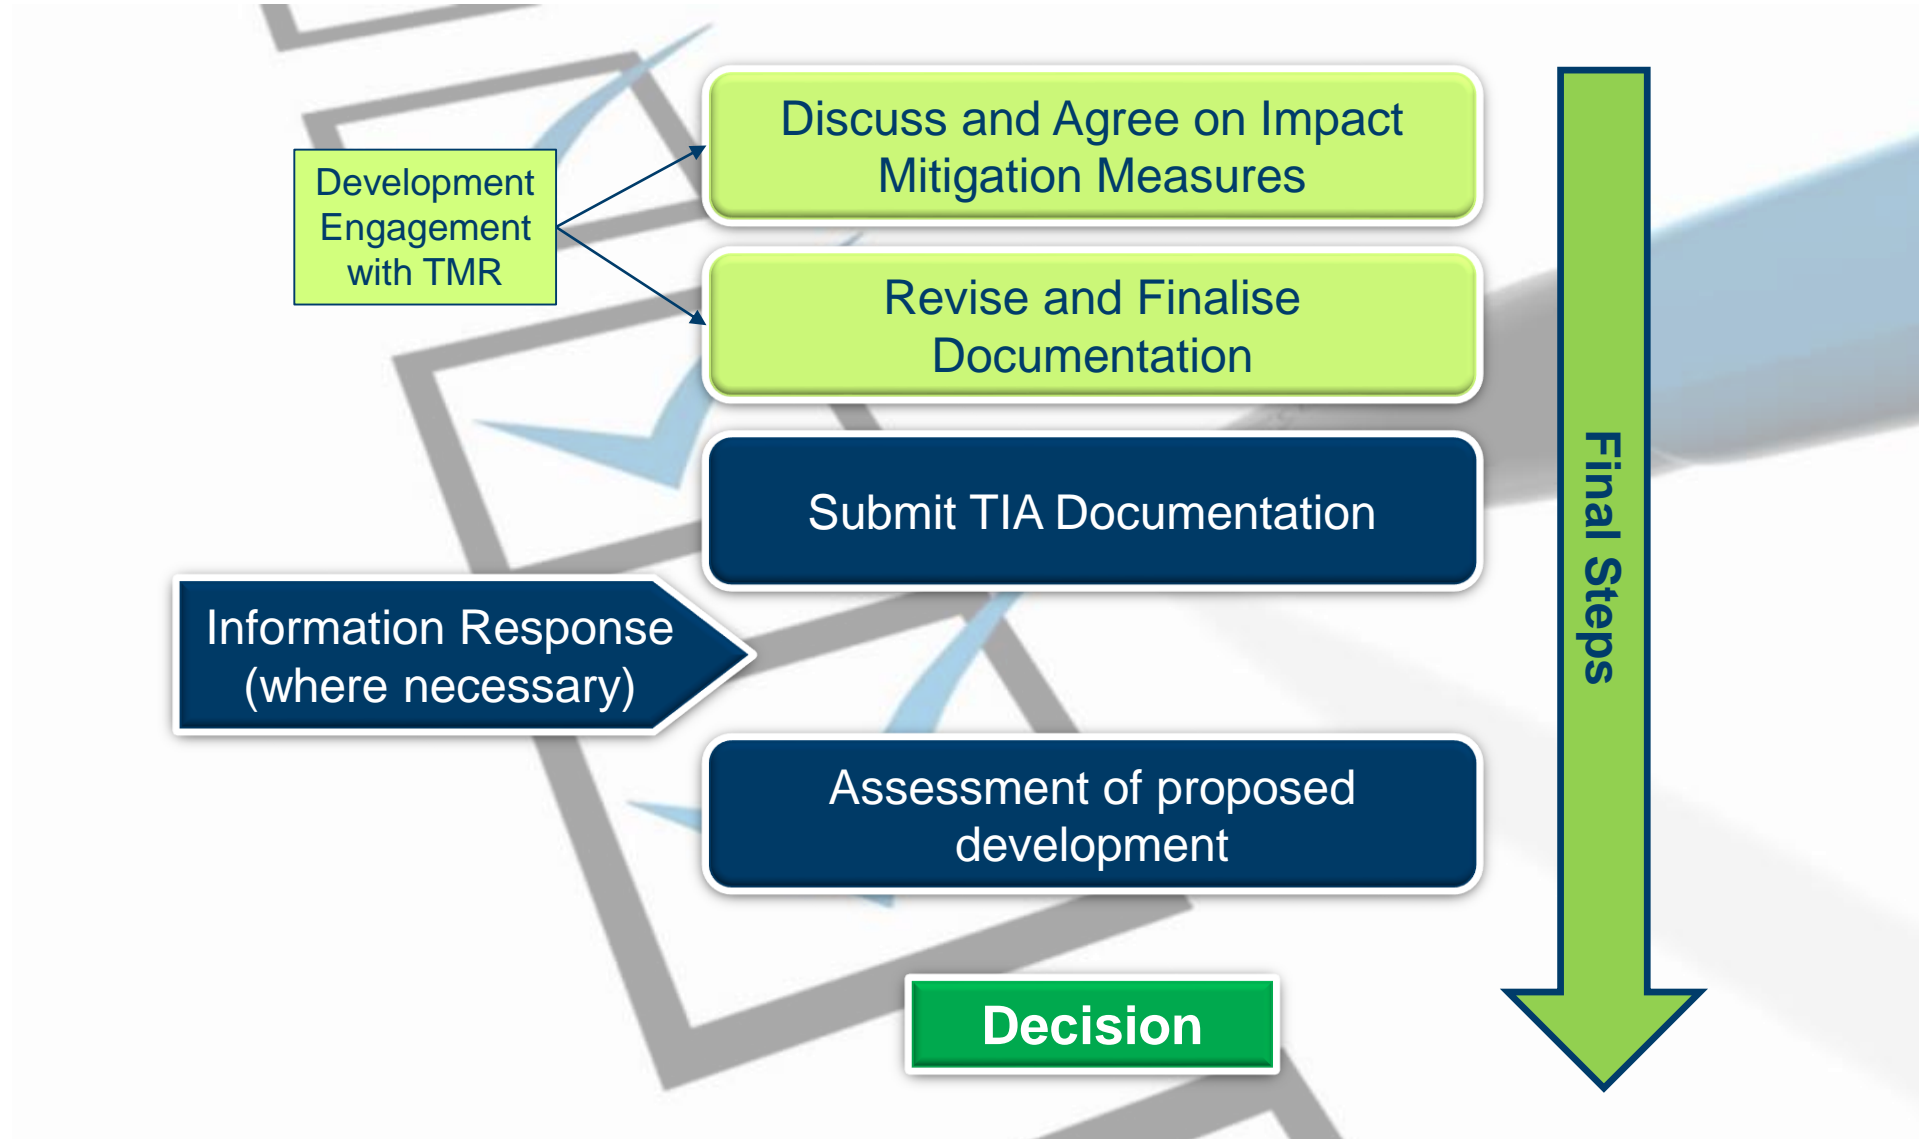 Discuss and Agree on Impact
Mitigation Measures
Development
Engagement
with TMR
Revise and Finalise
Documentation
Submit TIA Documentation
Information Response
(where necessary)
Assessment of proposed
development
Decision
Final Steps